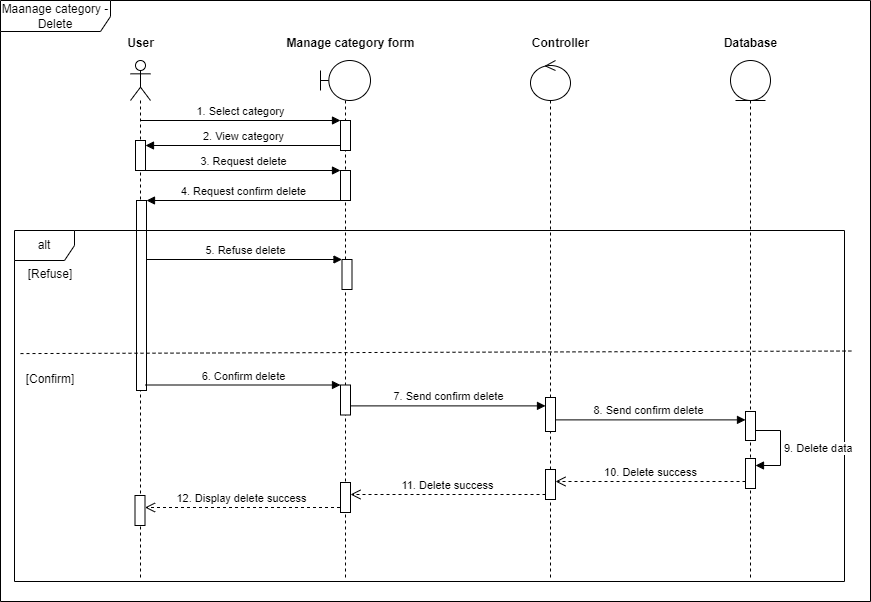 Maanage category -
Delete
User
Manage category form
Controller
Database
1. Select category
2. View category
3. Request delete
4. Request confirm delete
alt
5. Refuse delete
[Refuse]
[Confirm]
6. Confirm delete
7. Send confirm delete
8. Send confirm delete
9. Delete data
10. Delete success
11. Delete success
12. Display delete success